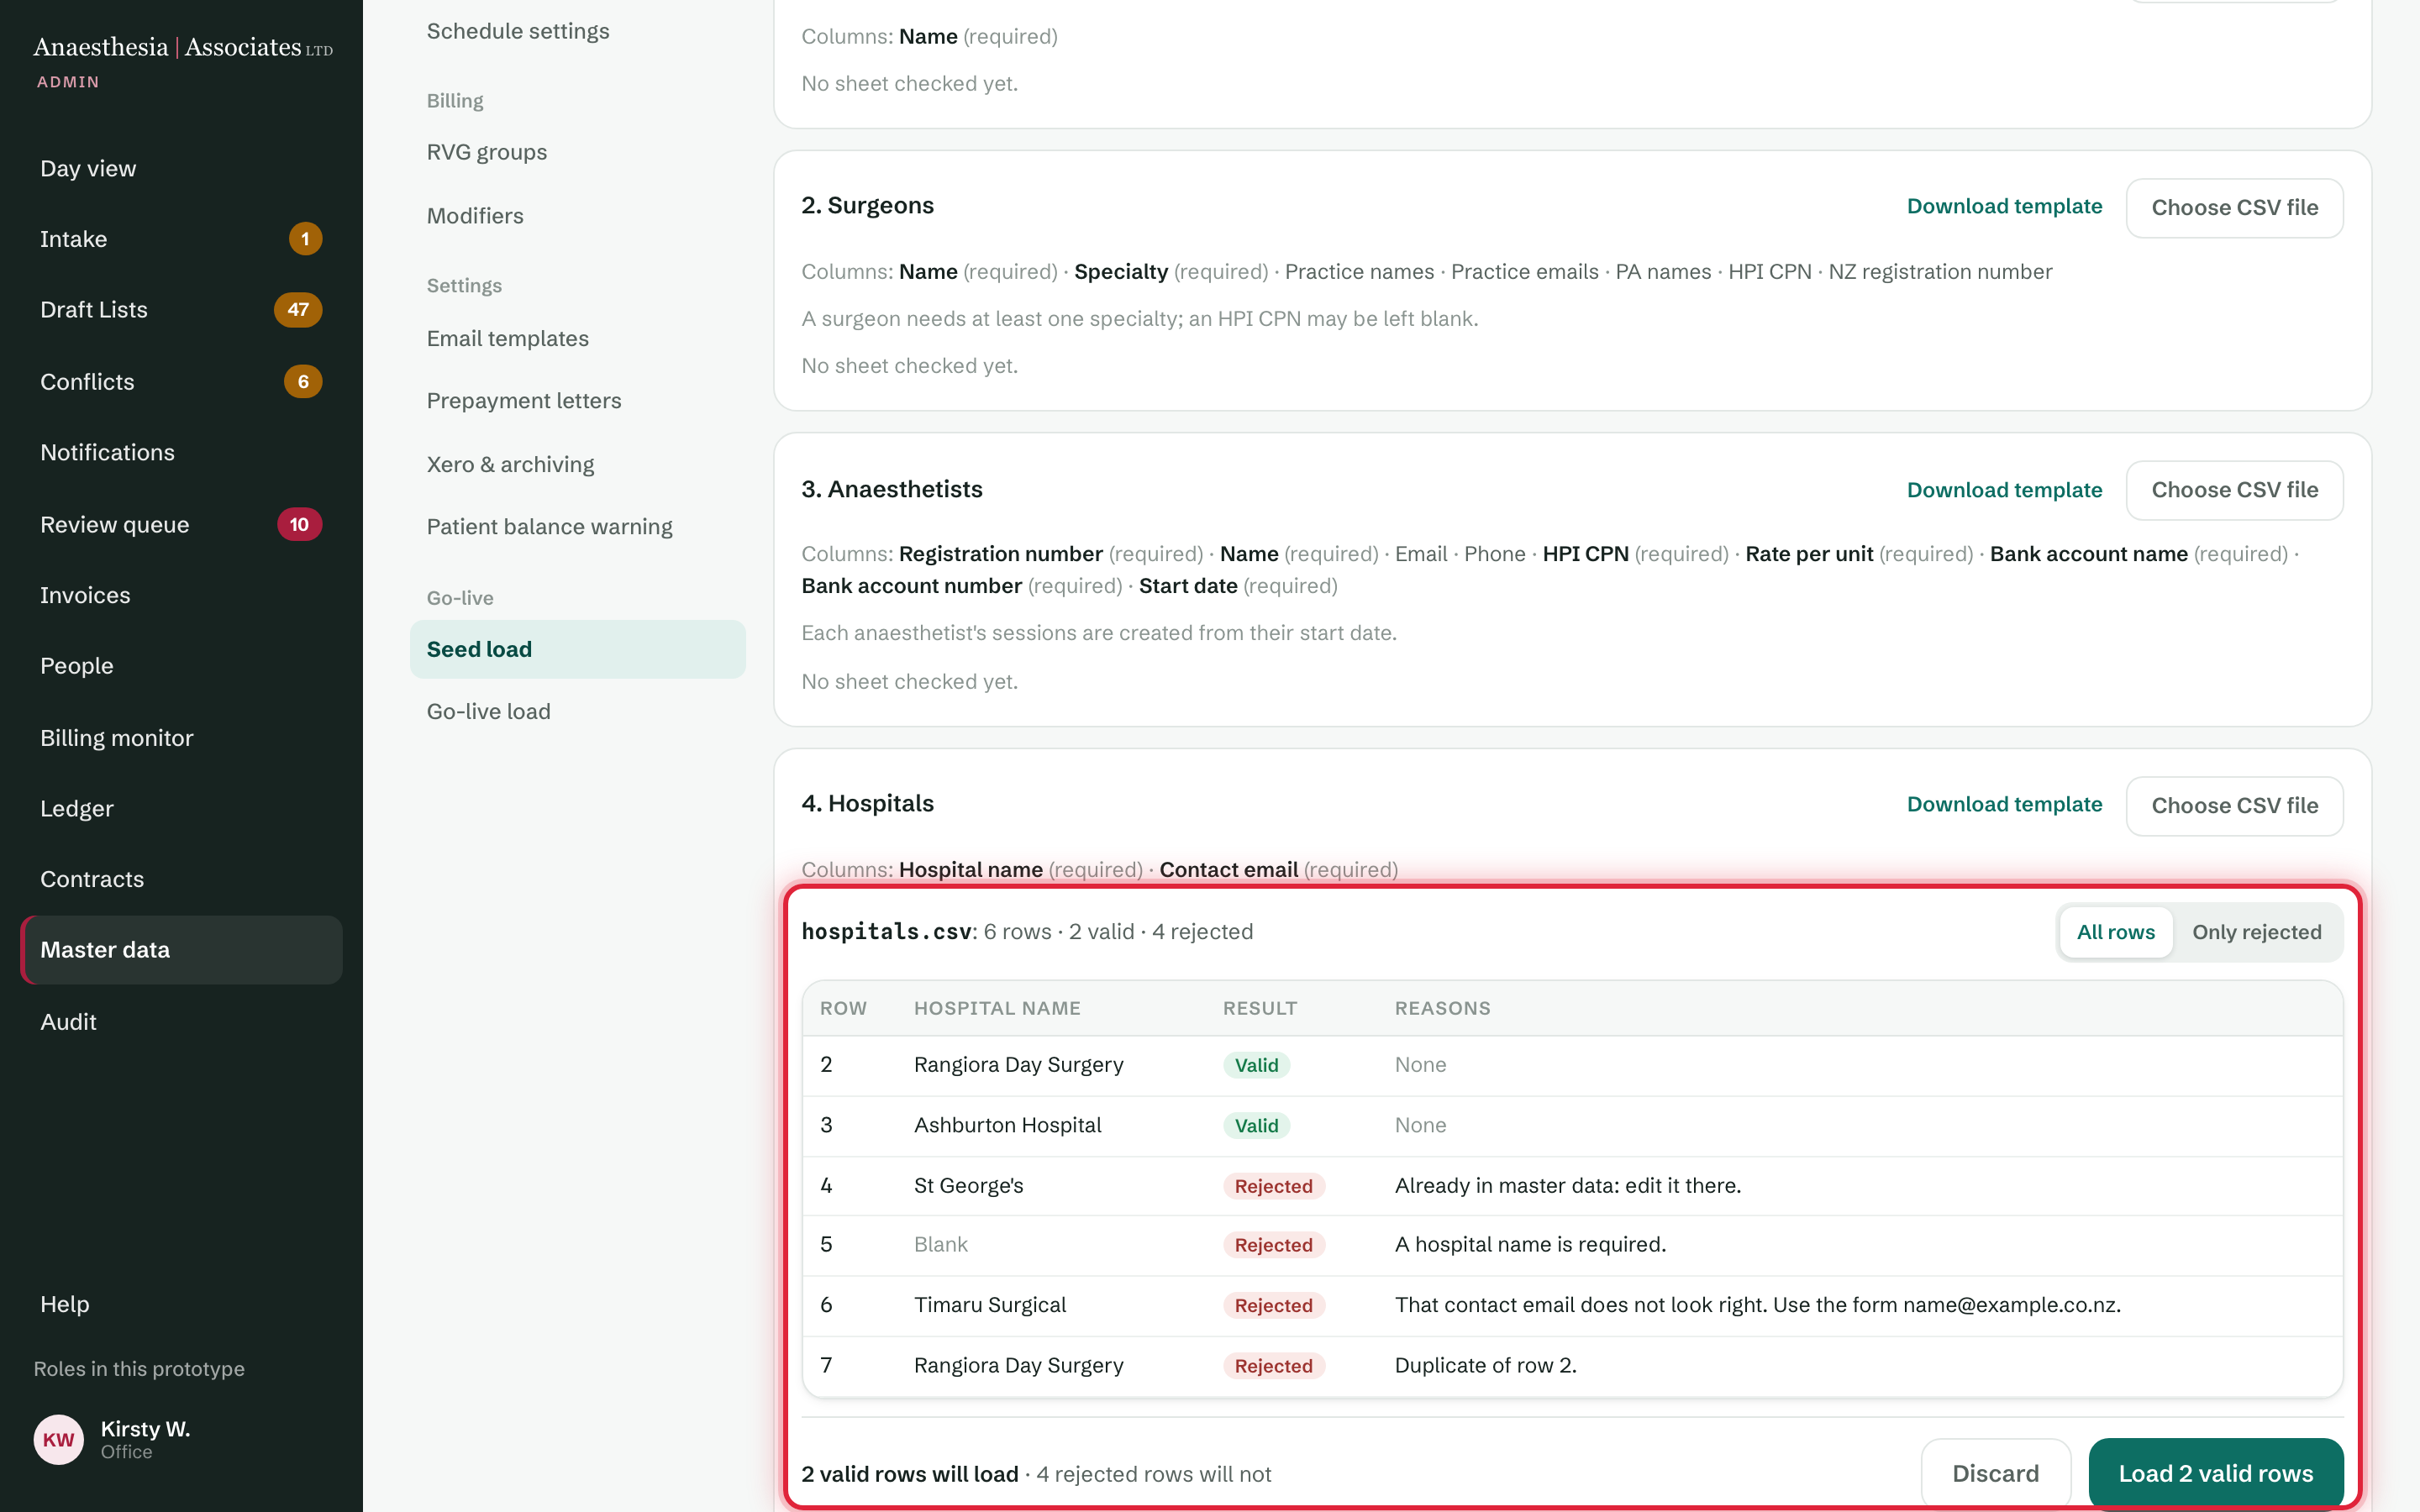 Anaesthesia | Associates LTD
ADMIN
Day view
Intake 1
Draft Lists 47
Conflicts 6
Notifications
Review queue 10
Invoices
People
Billing monitor
Ledger
Contracts
Master data
Audit
Help
Roles in this prototype
KW Kirsty W.
Office
Schedule settings
Billing
RVG groups
Modifiers
Settings
Email templates
Prepayment letters
Xero & archiving
Patient balance warning
Go-live
Seed load
Go-live load
Columns: Name (required)
No sheet checked yet.
2. Surgeons Download template Choose CSV file
Columns: Name (required) · Specialty (required) · Practice names · Practice emails · PA names · HPI CPN · NZ registration number
A surgeon needs at least one specialty; an HPI CPN may be left blank.
No sheet checked yet.
3. Anaesthetists Download template Choose CSV file
Columns: Registration number (required) · Name (required) · Email · Phone · HPI CPN (required) · Rate per unit (required) · Bank account name (required) ·
Bank account number (required) · Start date (required)
Each anaesthetist's sessions are created from their start date.
No sheet checked yet.
4. Hospitals Download template Choose CSV file
Columns: Hospital name (required) · Contact email (required)
hospitals.csv: 6 rows · 2 valid · 4 rejected All rows Only rejected
ROW HOSPITAL NAME RESULT REASONS
2 Rangiora Day Surgery Valid None
3 Ashburton Hospital Valid None
4 St George's Rejected Already in master data: edit it there.
5 Blank Rejected A hospital name is required.
6 Timaru Surgical Rejected That contact email does not look right. Use the form name@example.co.nz.
7 Rangiora Day Surgery Rejected Duplicate of row 2.
2 valid rows will load · 4 rejected rows will not Discard Load 2 valid rows